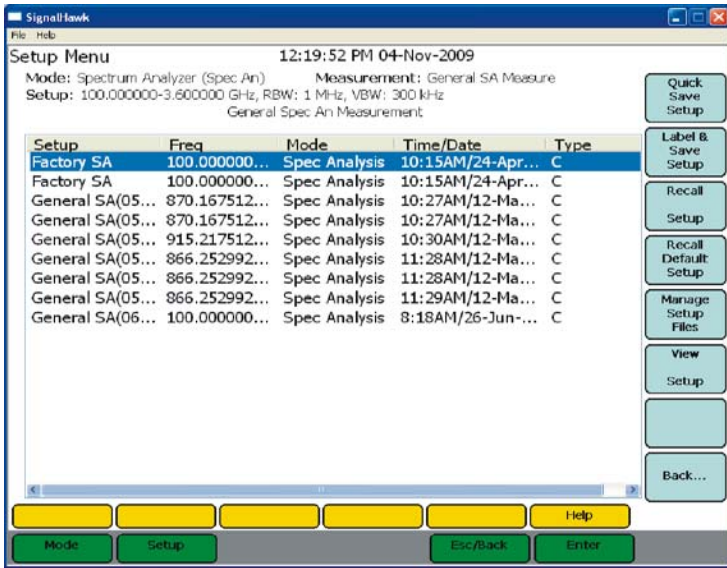 SignalHawk
File Help
Setup Menu 12:19:52 PM 04-Nov-2009
Mode: Spectrum Analyzer (Spec An) Measurement: General SA Measure
Setup: 100.000000-3.600000 GHz, RBW: 1 MHz, VBW: 300 kHz
General Spec An Measurement
Setup Freq Mode Time/Date Type
Factory SA 100.000000... Spec Analysis 10:15AM/24-Apr... C
Factory SA 100.000000... Spec Analysis 10:15AM/24-Apr... C
General SA(05... 870.167512... Spec Analysis 10:27AM/12-Ma... C
General SA(05... 870.167512... Spec Analysis 10:27AM/12-Ma... C
General SA(05... 915.217512... Spec Analysis 10:30AM/12-Ma... C
General SA(05... 866.252992... Spec Analysis 11:28AM/12-Ma... C
General SA(05... 866.252992... Spec Analysis 11:28AM/12-Ma... C
General SA(05... 866.252992... Spec Analysis 11:29AM/12-Ma... C
General SA(06... 100.000000... Spec Analysis 8:18AM/26-Jun-... C
Quick
Save
Setup
Label &
Save
Setup
Recall
Setup
Recall
Default
Setup
Manage
Setup
Files
View
Setup
Back...
Help
Mode Setup Esc/Back Enter